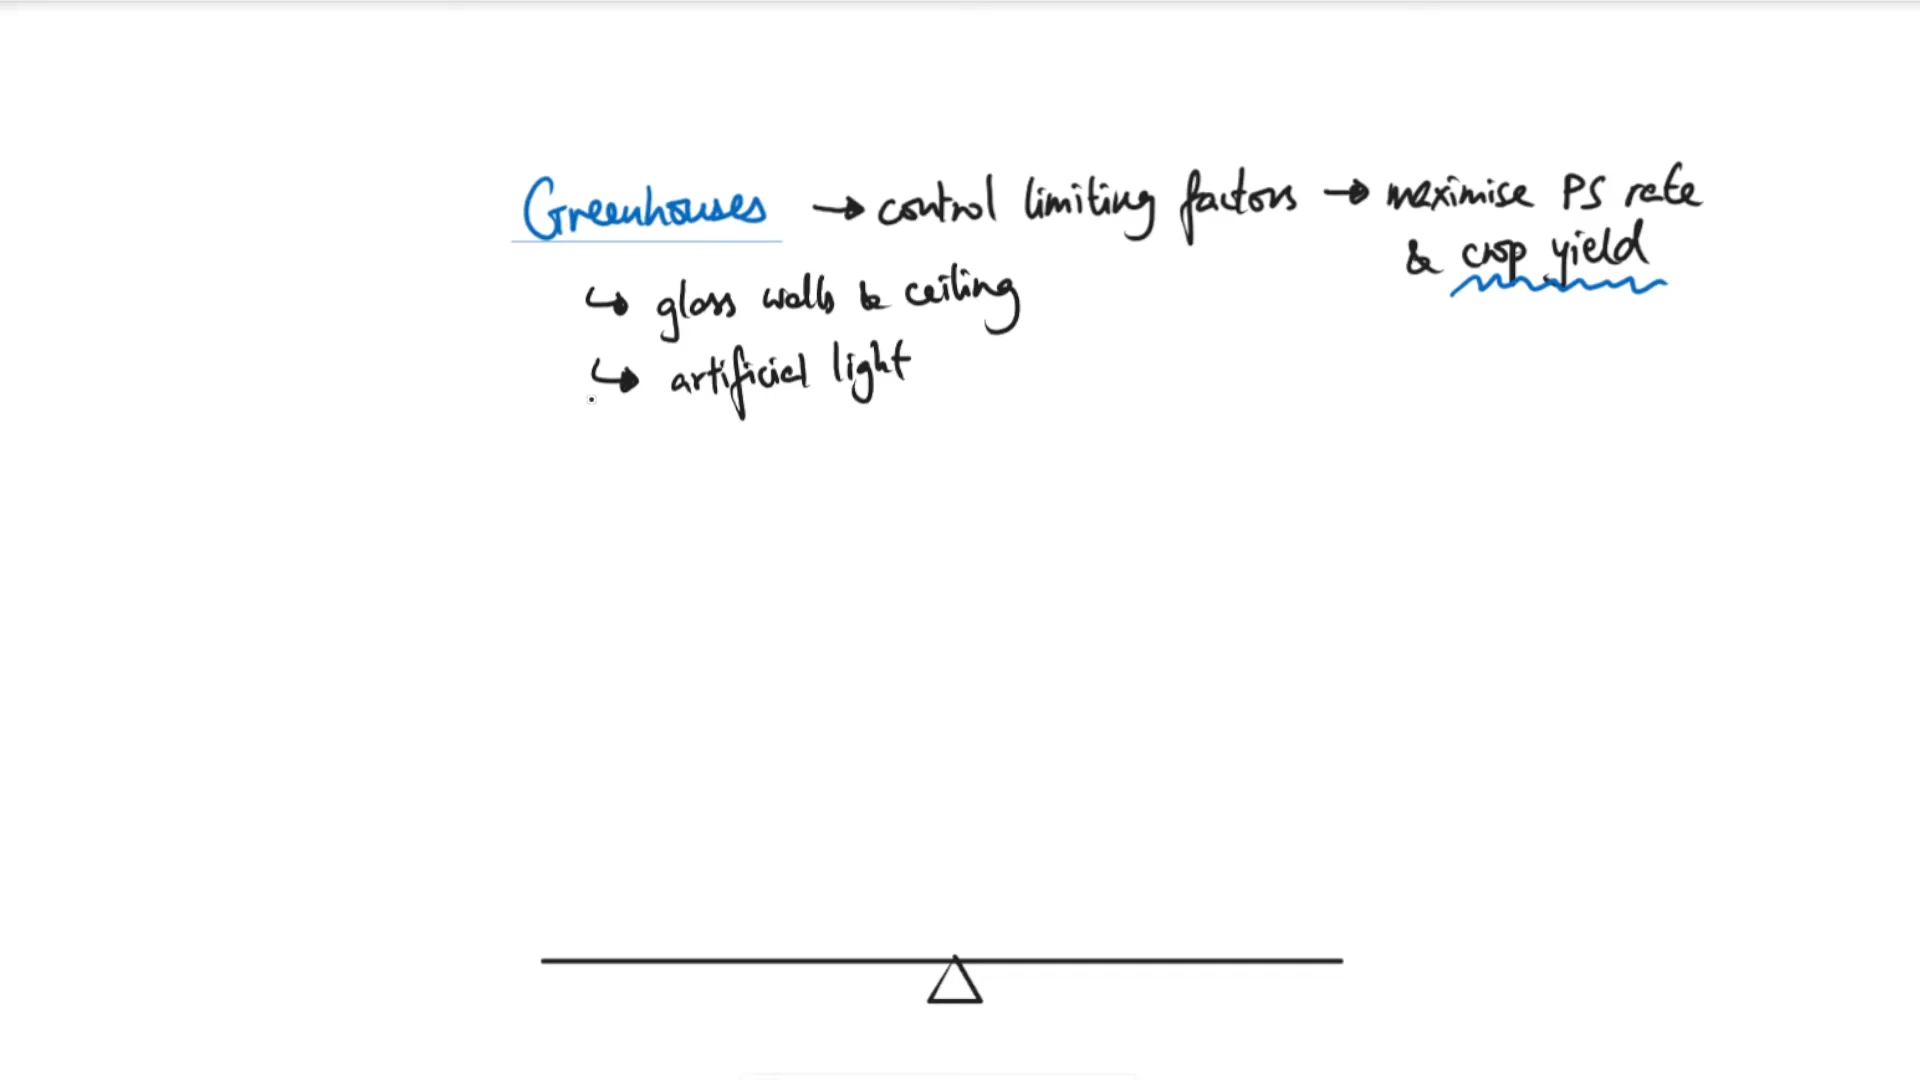 Greenhouses → control limiting factors → maximise PS rate
& crop yield
↳ glass walls & ceiling
↳ artificial light